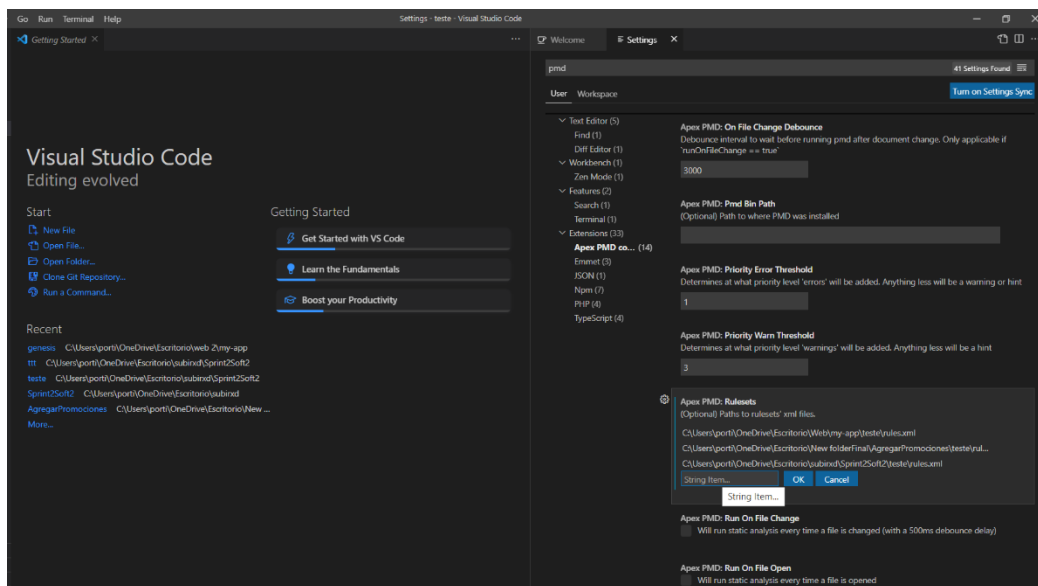 Go Run Terminal Help
Settings - teste - Visual Studio Code
Getting Started
Welcome
Settings
Visual Studio Code
Editing evolved
Start
New File
Open File...
Open Folder...
Clone Git Repository...
Run a Command...
Recent
genesis C:\Users\porti\OneDrive\Escritorio\web 2\my-app
ttt C:\Users\porti\OneDrive\Escritorio\subirxd\Sprint2Soft2
teste C:\Users\porti\OneDrive\Escritorio\subirxd\Sprint2Soft2
Sprint2Soft2 C:\Users\porti\OneDrive\Escritorio\subirxd
AgregarPromociones C:\Users\porti\OneDrive\Escritorio\New ...
More...
Getting Started
Get Started with VS Code
Learn the Fundamentals
Boost your Productivity
pmd
41 Settings Found
User Workspace
Turn on Settings Sync
Text Editor (5)
Find (1)
Diff Editor (1)
Workbench (1)
Zen Mode (1)
Features (2)
Search (1)
Terminal (1)
Extensions (33)
Apex PMD co... (14)
Emmet (3)
JSON (1)
Npm (7)
PHP (4)
TypeScript (4)
Apex PMD: On File Change Debounce
Debounce interval to wait before running pmd after document change. Only applicable if
`runOnFileChange == true`
3000
Apex PMD: Pmd Bin Path
(Optional) Path to where PMD was installed
Apex PMD: Priority Error Threshold
Determines at what priority level 'errors' will be added. Anything less will be a warning or hint
1
Apex PMD: Priority Warn Threshold
Determines at what priority level 'warnings' will be added. Anything less will be a hint
3
Apex PMD: Rulesets
(Optional) Paths to rulesets' xml files.
C:\Users\porti\OneDrive\Escritorio\Web\my-app\teste\rules.xml
C:\Users\porti\OneDrive\Escritorio\New folderFinal\AgregarPromociones\teste\rul...
C:\Users\porti\OneDrive\Escritorio\subirxd\Sprint2Soft2\teste\rules.xml
String Item...
OK
Cancel
String Item...
Apex PMD: Run On File Change
Will run static analysis every time a file is changed (with a 500ms debounce delay)
Apex PMD: Run On File Open
Will run static analysis every time a file is opened